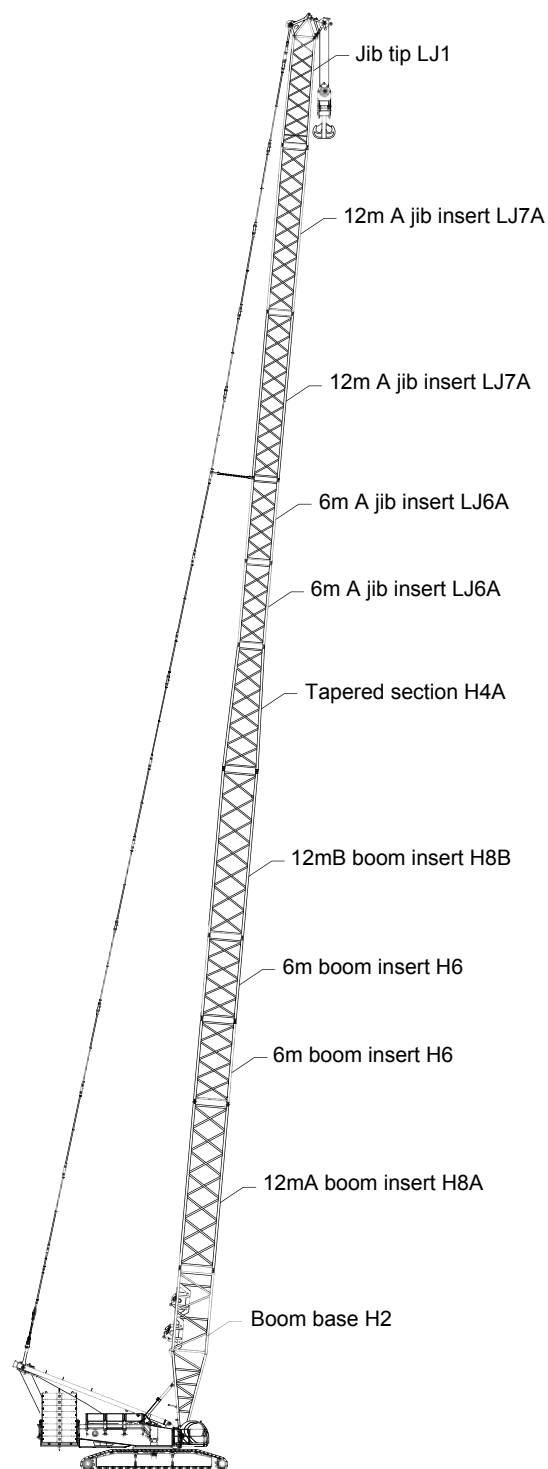 Jib tip LJ1
12m A jib insert LJ7A
12m A jib insert LJ7A
6m A jib insert LJ6A
6m A jib insert LJ6A
Tapered section H4A
12mB boom insert H8B
6m boom insert H6
6m boom insert H6
12mA boom insert H8A
Boom base H2